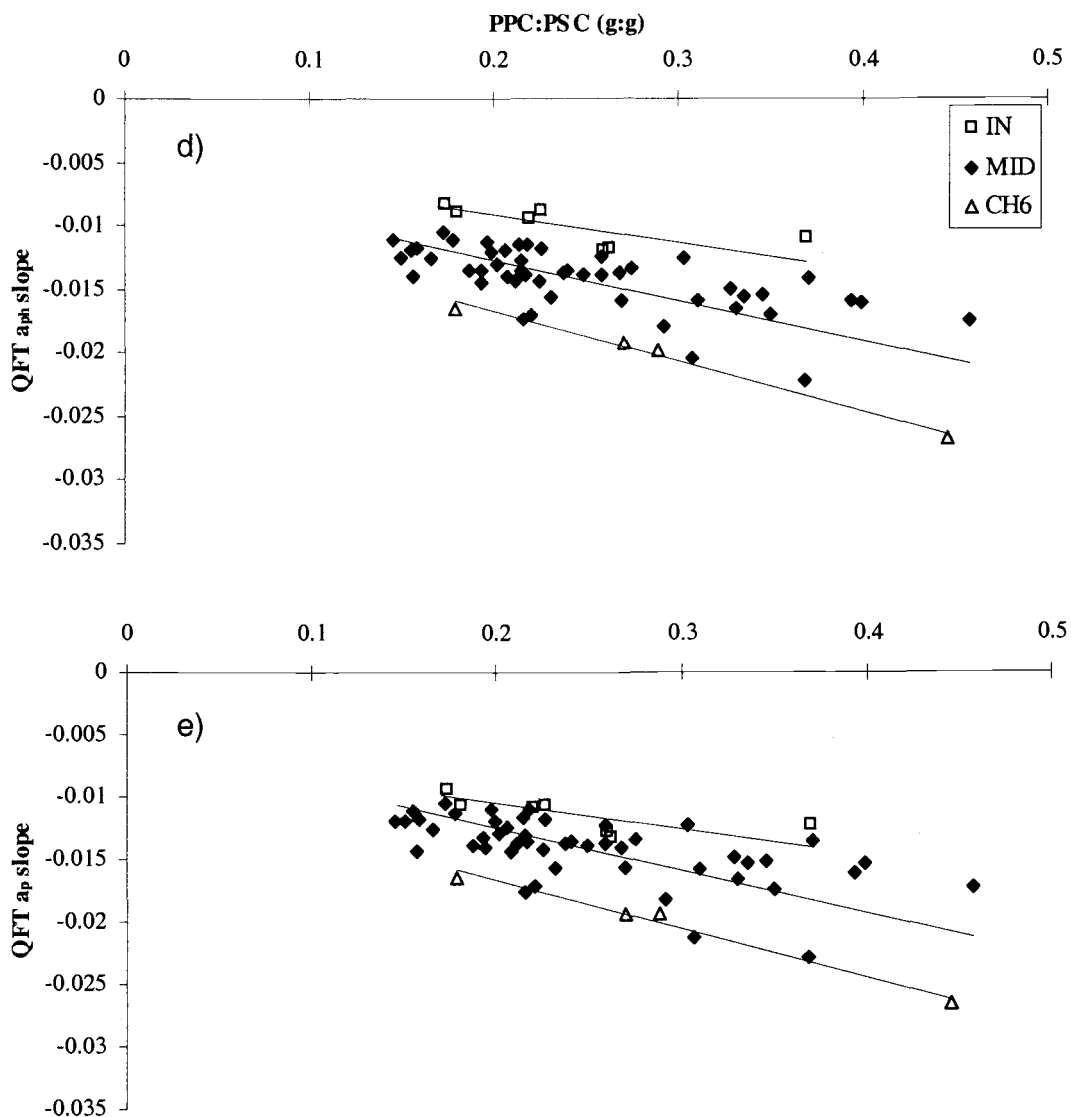 PPC:PSC (g:g)
0 0.1 0.2 0.3 0.4 0.5
0
-0.005
-0.01
-0.015
-0.02
-0.025
-0.03
-0.035
QFT aph slope
d)
IN
MID
CH6
0 0.1 0.2 0.3 0.4 0.5
0
-0.005
-0.01
-0.015
-0.02
-0.025
-0.03
-0.035
QFT ap slope
e)